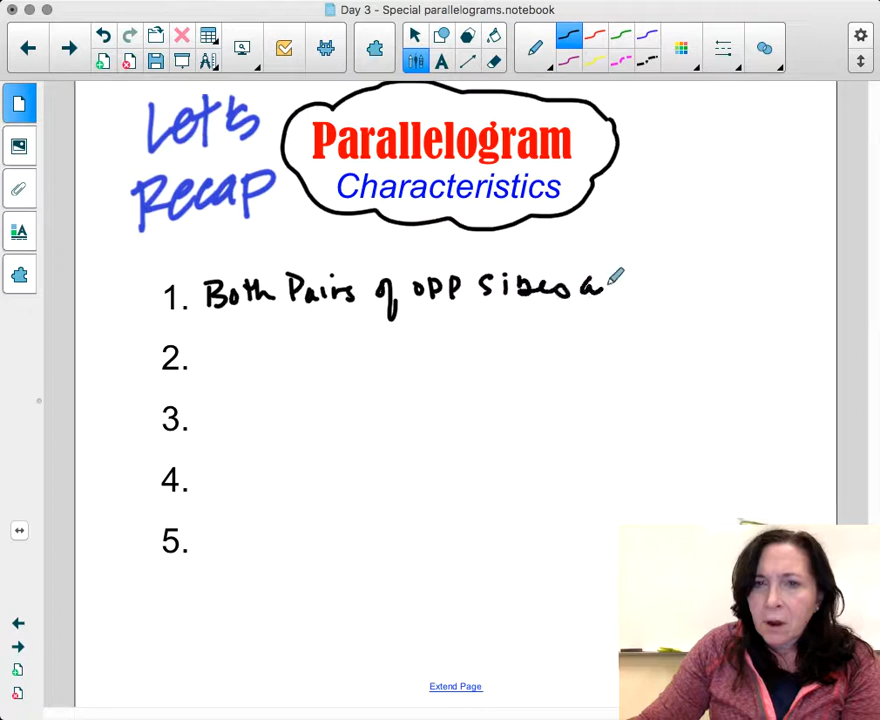 Day 3 - Special parallelograms.notebook
Let's
Recap
Parallelogram
Characteristics
1. Both Pairs of opp sides a
2.
3.
4.
5.
Extend Page